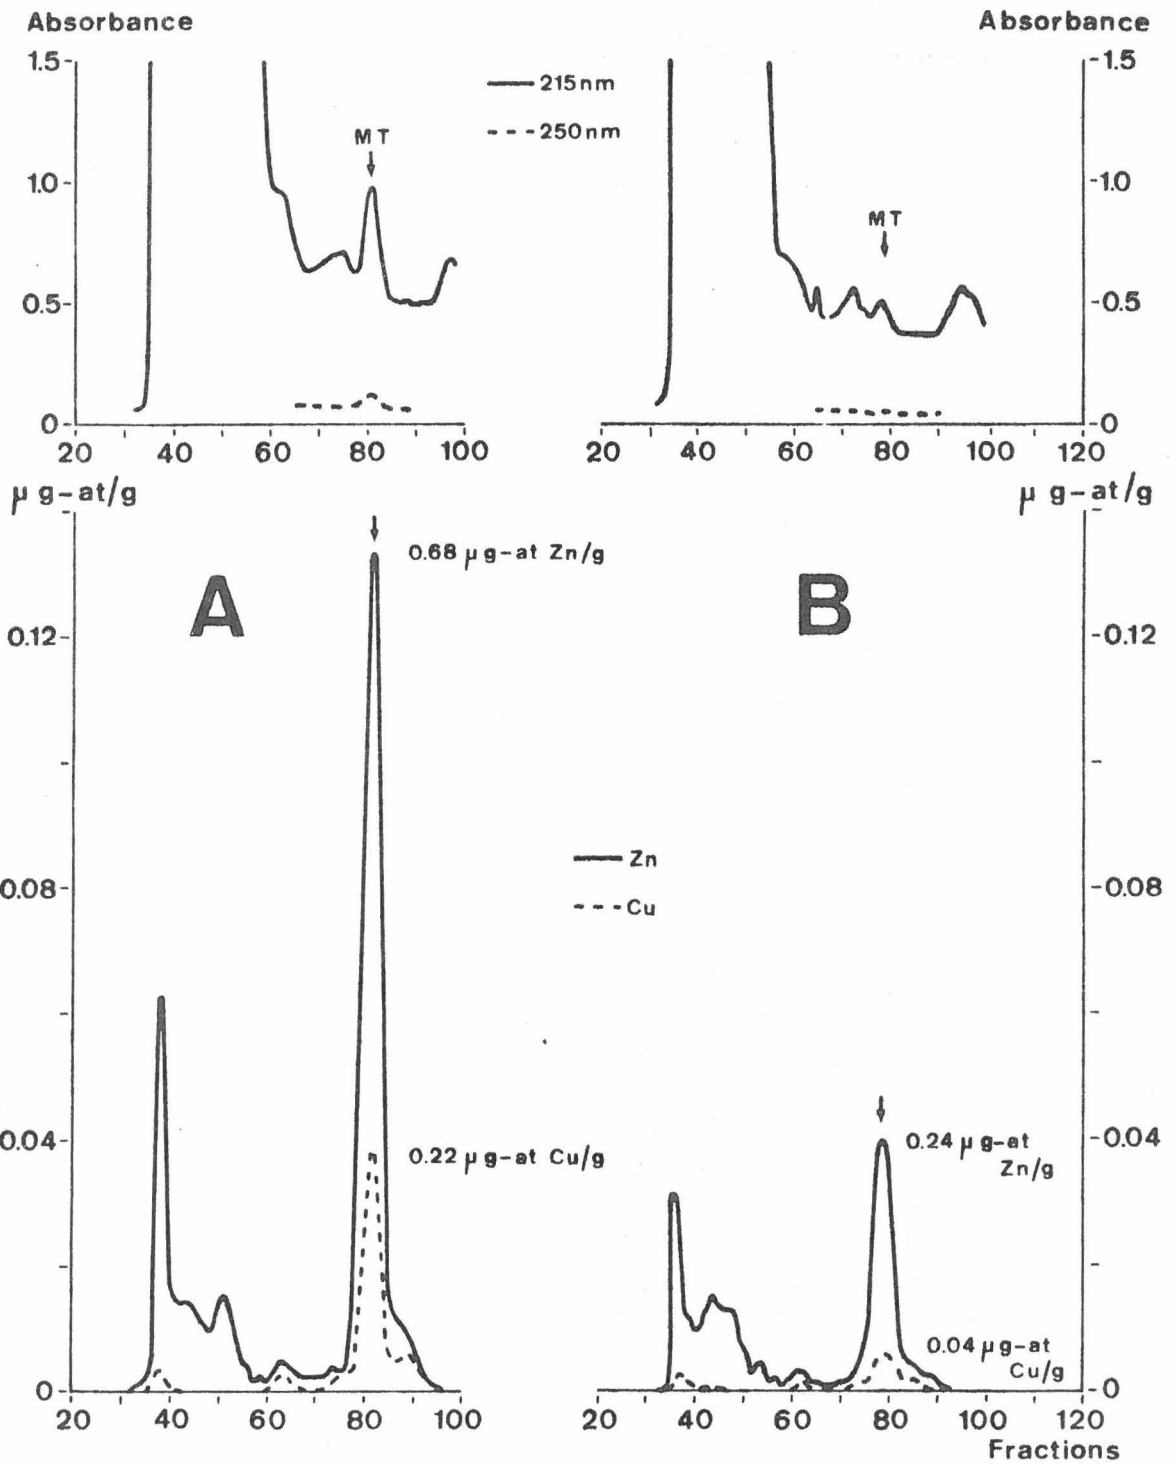 Absorbance Absorbance
1.5 1.5
215nm
250nm
MT
1.0 1.0
MT
0.5 0.5
0 0
20 40 60 80 100 20 40 60 80 100 120
μ g-at/g μ g-at/g
0.68 μ g-at Zn/g
A B
0.12 0.12
Zn
0.08 0.08
Cu
0.04 0.04
0.22 μ g-at Cu/g
0.24 μ g-at
Zn/g
0.04 μ g-at
Cu/g
0 0
20 40 60 80 100 20 40 60 80 100 120
Fractions